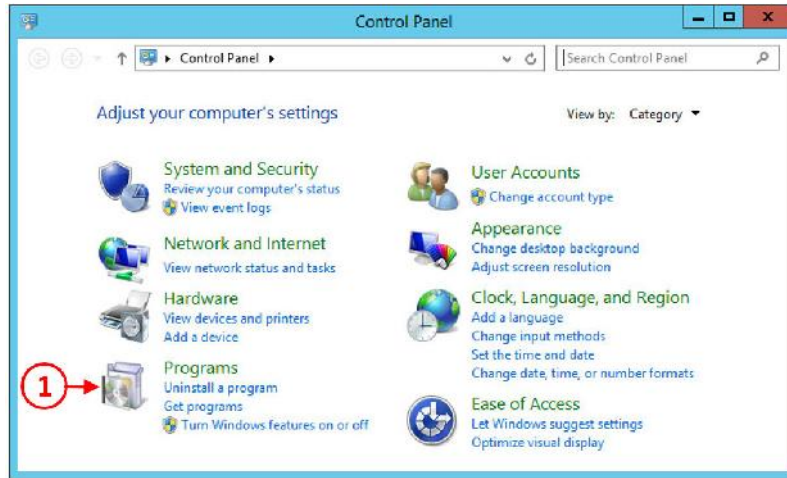 Control Panel
Control Panel
Search Control Panel
Adjust your computer's settings
View by: Category
System and Security
Review your computer's status
View event logs
Network and Internet
View network status and tasks
Hardware
View devices and printers
Add a device
1
Programs
Uninstall a program
Get programs
Turn Windows features on or off
User Accounts
Change account type
Appearance
Change desktop background
Adjust screen resolution
Clock, Language, and Region
Add a language
Change input methods
Set the time and date
Change date, time, or number formats
Ease of Access
Let Windows suggest settings
Optimize visual display